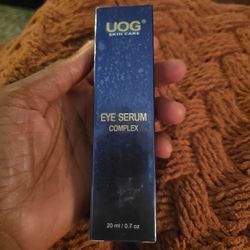 UOG®
SKIN CARE
EYE SERUM
COMPLEX
20 ml / 0.7 oz